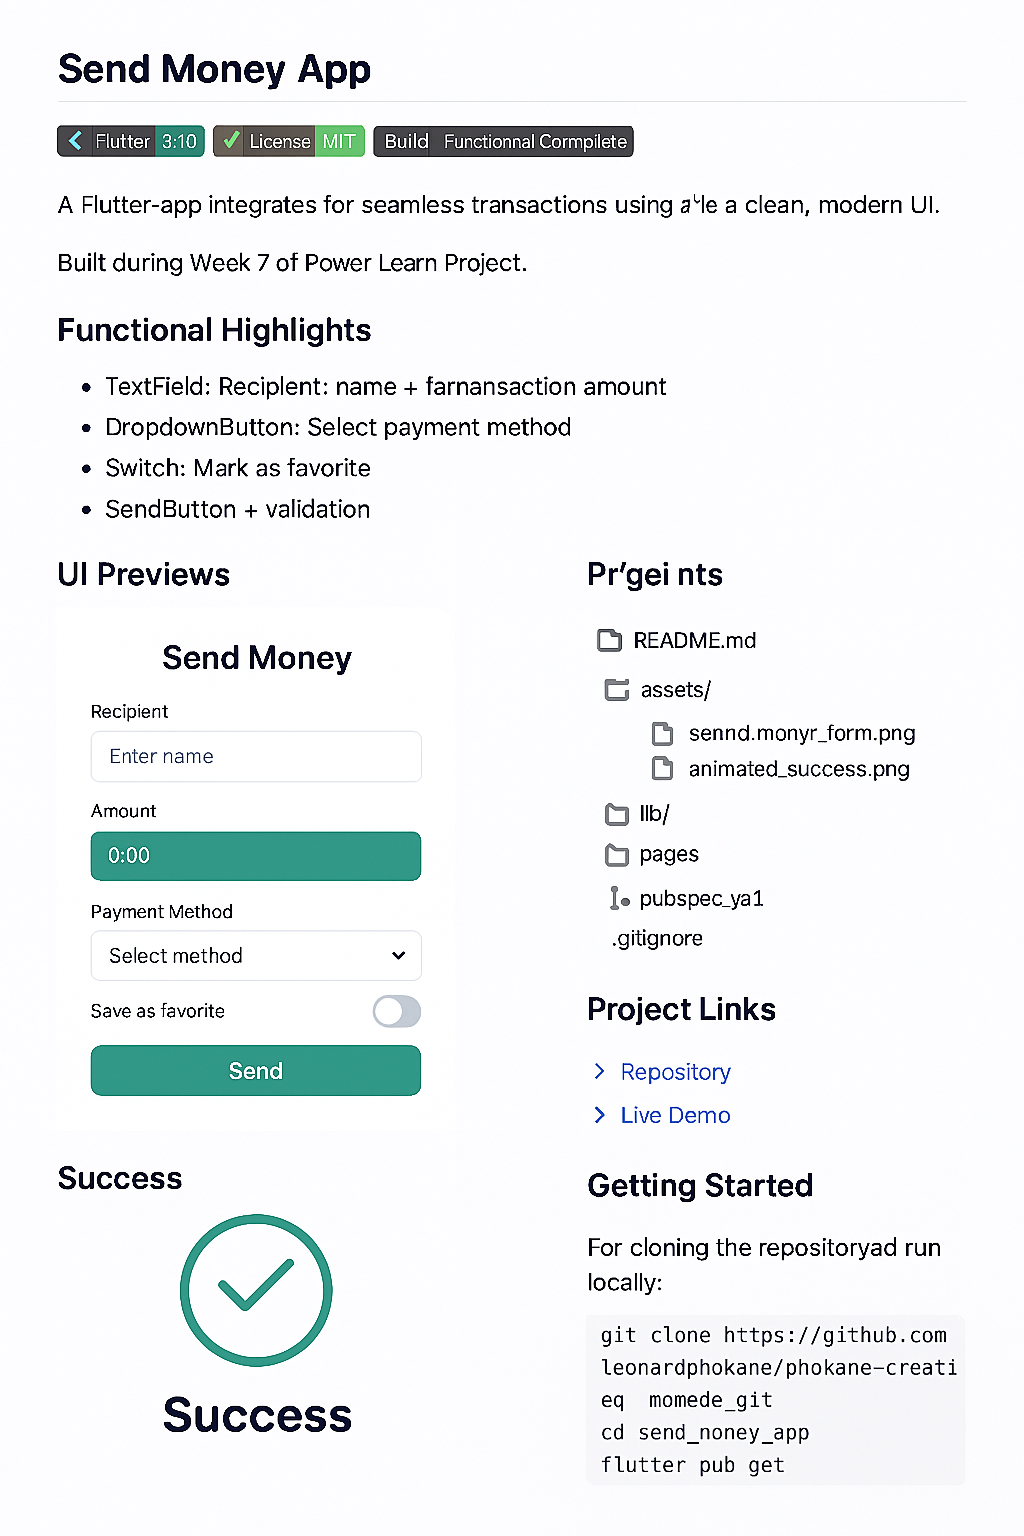 Send Money App
Flutter 3:10 License MIT Build Functionnal Cormpilete
A Flutter-app integrates for seamless transactions using a clean, modern UI.
Built during Week 7 of Power Learn Project.
Functional Highlights
• TextField: Reciplent: name + farnansaction amount
• DropdownButton: Select payment method
• Switch: Mark as favorite
• SendButton + validation
UI Previews
Send Money
Recipient
Enter name
Amount
0:00
Payment Method
Select method
Save as favorite
Send
Success
Success
Pr'gei nts
README.md
assets/
sennd.monyr_form.png
animated_success.png
llb/
pages
pubspec_ya1
.gitignore
Project Links
> Repository
> Live Demo
Getting Started
For cloning the repositoryad run
locally:
git clone https://github.com
leonardphokane/phokane-creati
eq momede_git
cd send_noney_app
flutter pub get